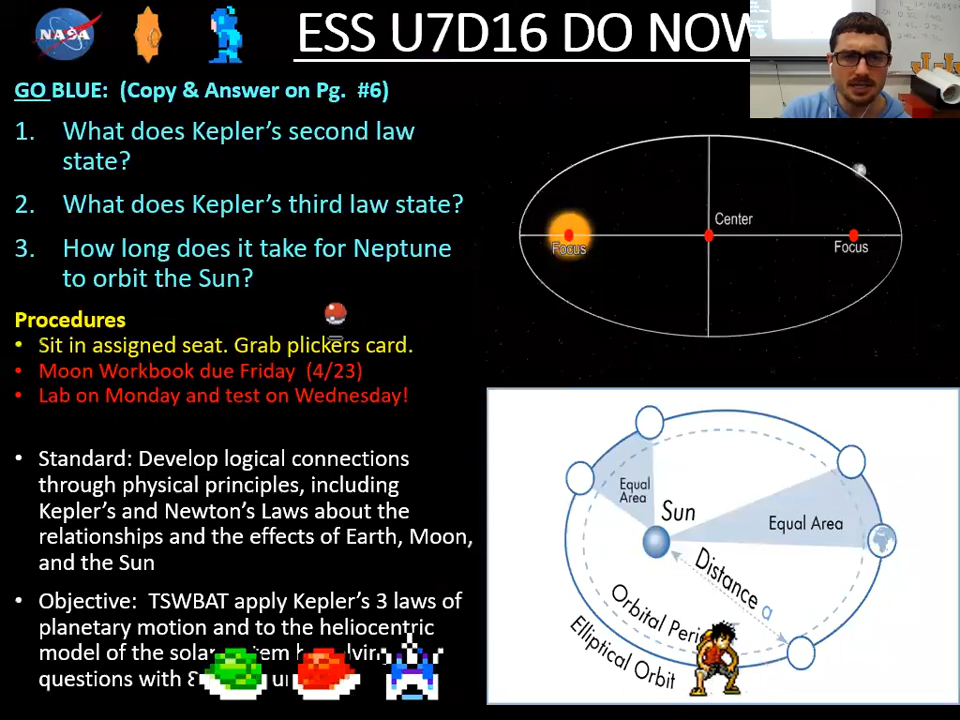 NASA
ESS U7D16 DO NOW
GO BLUE: (Copy & Answer on Pg. #6)
1. What does Kepler's second law
state?
2. What does Kepler's third law state?
3. How long does it take for Neptune
to orbit the Sun?
Procedures
• Sit in assigned seat. Grab plickers card.
• Moon Workbook due Friday (4/23)
• Lab on Monday and test on Wednesday!
• Standard: Develop logical connections
through physical principles, including
Kepler's and Newton's Laws about the
relationships and the effects of Earth, Moon,
and the Sun
• Objective: TSWBAT apply Kepler's 3 laws of
planetary motion and to the heliocentric
model of the
questions with
Focus
Center
Focus
Equal
Area
Sun
Equal Area
Distance a
Orbital
Elliptical Orbit